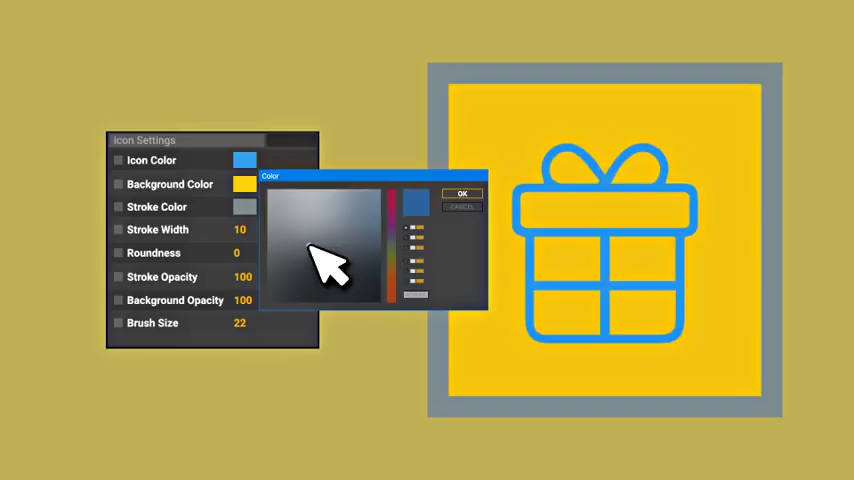 Icon Settings
Icon Color
Background Color
Stroke Color
Stroke Width 10
Roundness 0
Stroke Opacity 100
Background Opacity 100
Brush Size 22
Color
OK
CANCEL